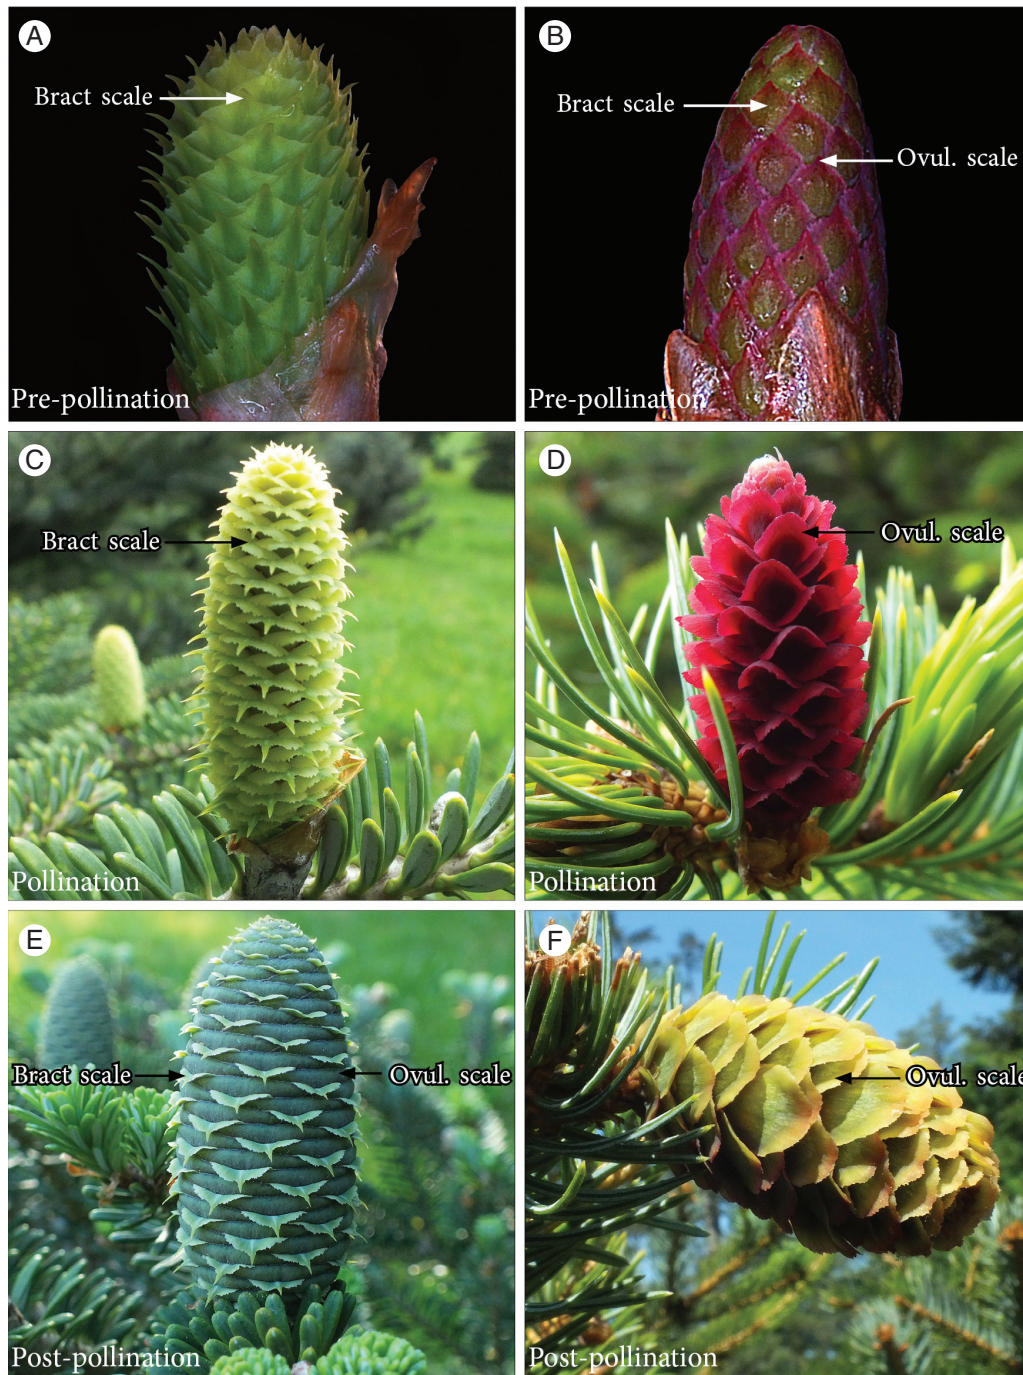 A
Bract scale
Pre-pollination
B
Bract scale
Ovul. scale
Pre-pollination
C
Bract scale
Pollination
D
Ovul. scale
Pollination
E
Bract scale
Ovul. scale
Post-pollination
F
Ovul. scale
Post-pollination